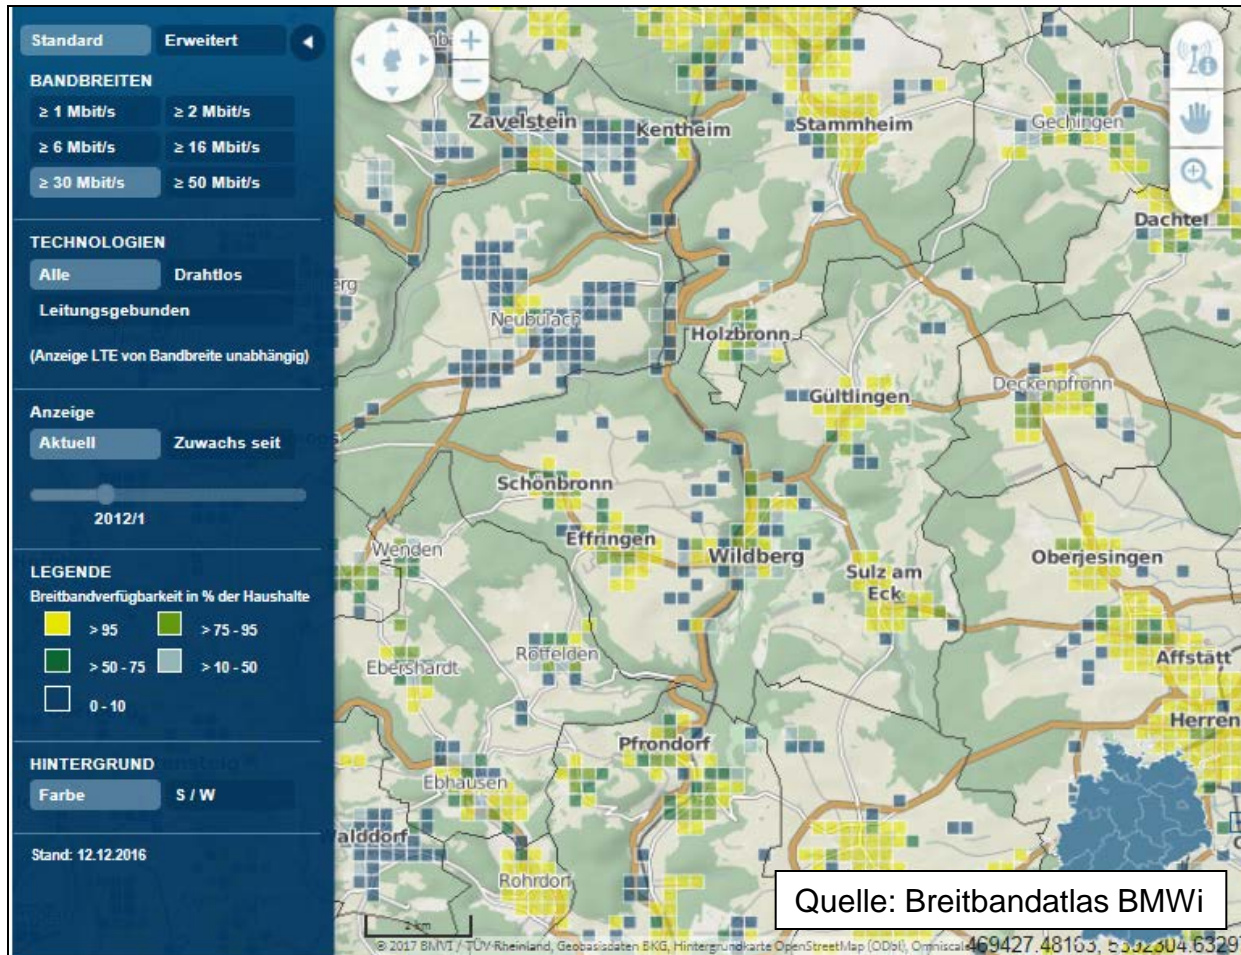 Standard Erweitert
BANDBREITEN
≥ 1 Mbit/s ≥ 2 Mbit/s
≥ 6 Mbit/s ≥ 16 Mbit/s
≥ 30 Mbit/s ≥ 50 Mbit/s
TECHNOLOGIEN
Alle Drahtlos
Leitungsgebunden
(Anzeige LTE von Bandbreite unabhängig)
Anzeige
Aktuell Zuwachs seit
2012/1
LEGENDE
Breitbandverfügbarkeit in % der Haushalte
> 95 > 75 - 95
> 50 - 75 > 10 - 50
0 - 10
HINTERGRUND
Farbe S / W
Stand: 12.12.2016
Zavelstein
Kentheim
Stammheim
Gechingen
Dachtel
Neubulach
Holzbronn
Gültlingen
Deckenpfronn
Schönbronn
Effringen
Wildberg
Wenden
Sulz am
Eck
Oberjesingen
Rotfelden
Ebershardt
Affstätt
Herren
Pfrondorf
Ebhausen
Walddorf
Rohrdorf
2 km
Quelle: Breitbandatlas BMWi
© 2017 BMVI / TÜV Rheinland, Geobasisdaten BKG, Hintergrundkarte OpenStreetMap (ODbL), Omniscale